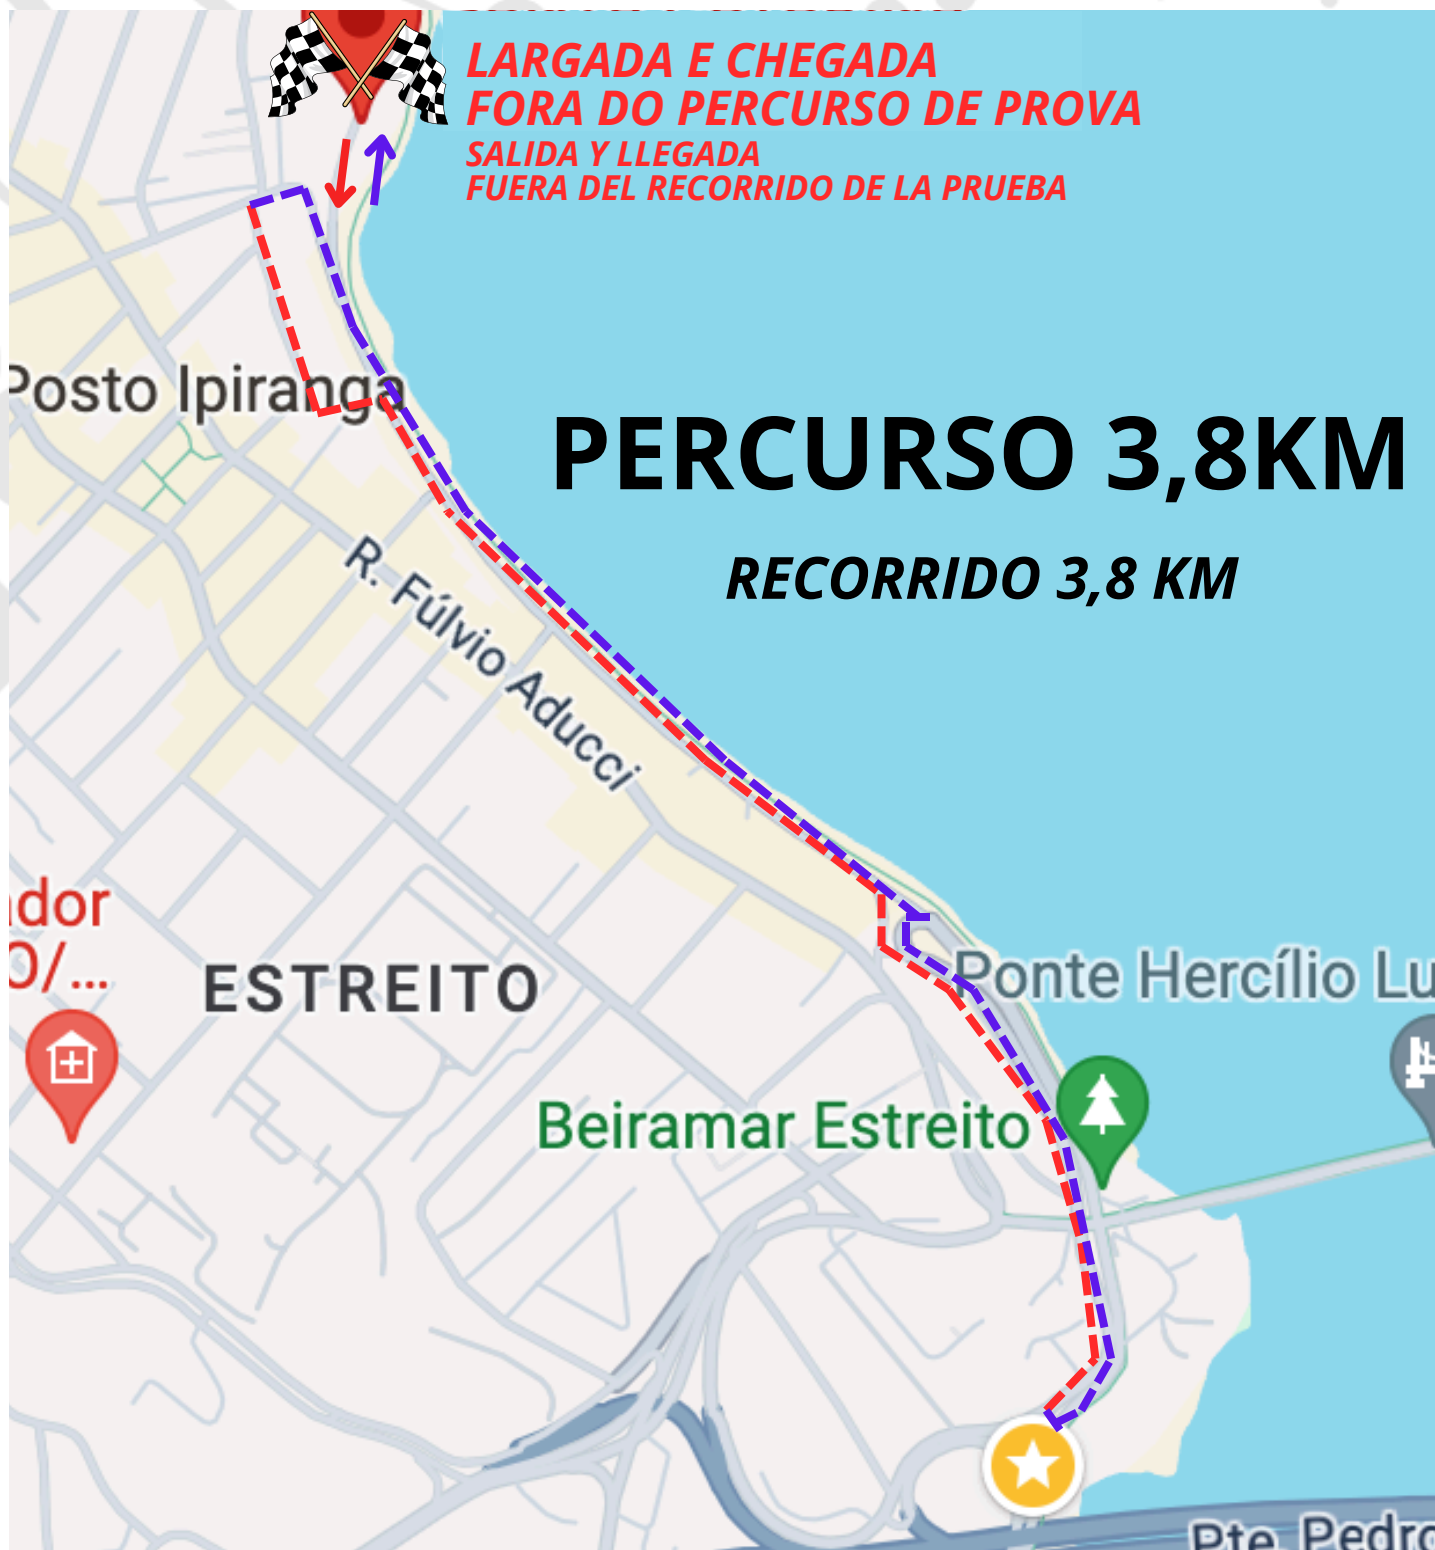 LARGADA E CHEGADA
FORA DO PERCURSO DE PROVA
SALIDA Y LLEGADA
FUERA DEL RECORRIDO DE LA PRUEBA
Posto Ipiranga
PERCURSO 3,8KM
RECORRIDO 3,8 KM
R. Fúlvio Aducci
ador
O/...
ESTREITO
Ponte Hercílio Lu
Beiramar Estreito
Pte. Pedro